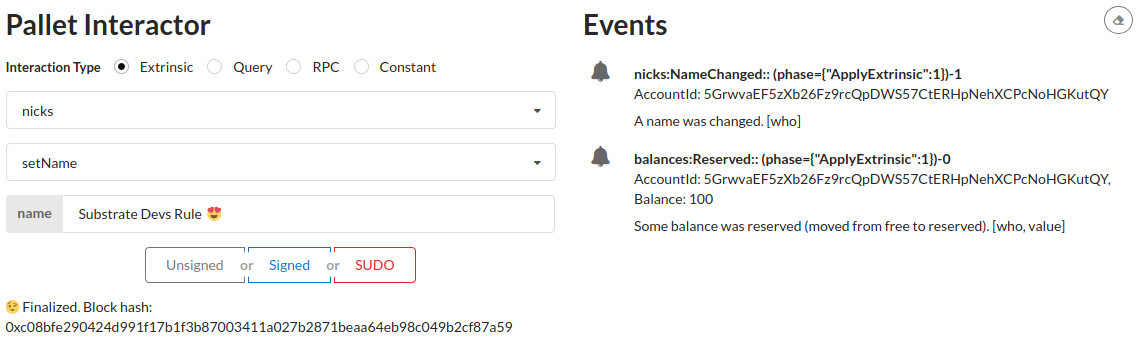 Pallet Interactor
Interaction Type Extrinsic Query RPC Constant
nicks
setName
name Substrate Devs Rule 😍
Unsigned or Signed or SUDO
😉 Finalized. Block hash:
0xc08bfe290424d991f17b1f3b87003411a027b2871beaa64eb98c049b2cf87a59
Events
nicks:NameChanged:: (phase={"ApplyExtrinsic":1})-1
AccountId: 5GrwvaEF5zXb26Fz9rcQpDWS57CtERHpNehXCPcNoHGKutQY
A name was changed. [who]
balances:Reserved:: (phase={"ApplyExtrinsic":1})-0
AccountId: 5GrwvaEF5zXb26Fz9rcQpDWS57CtERHpNehXCPcNoHGKutQY,
Balance: 100
Some balance was reserved (moved from free to reserved). [who, value]